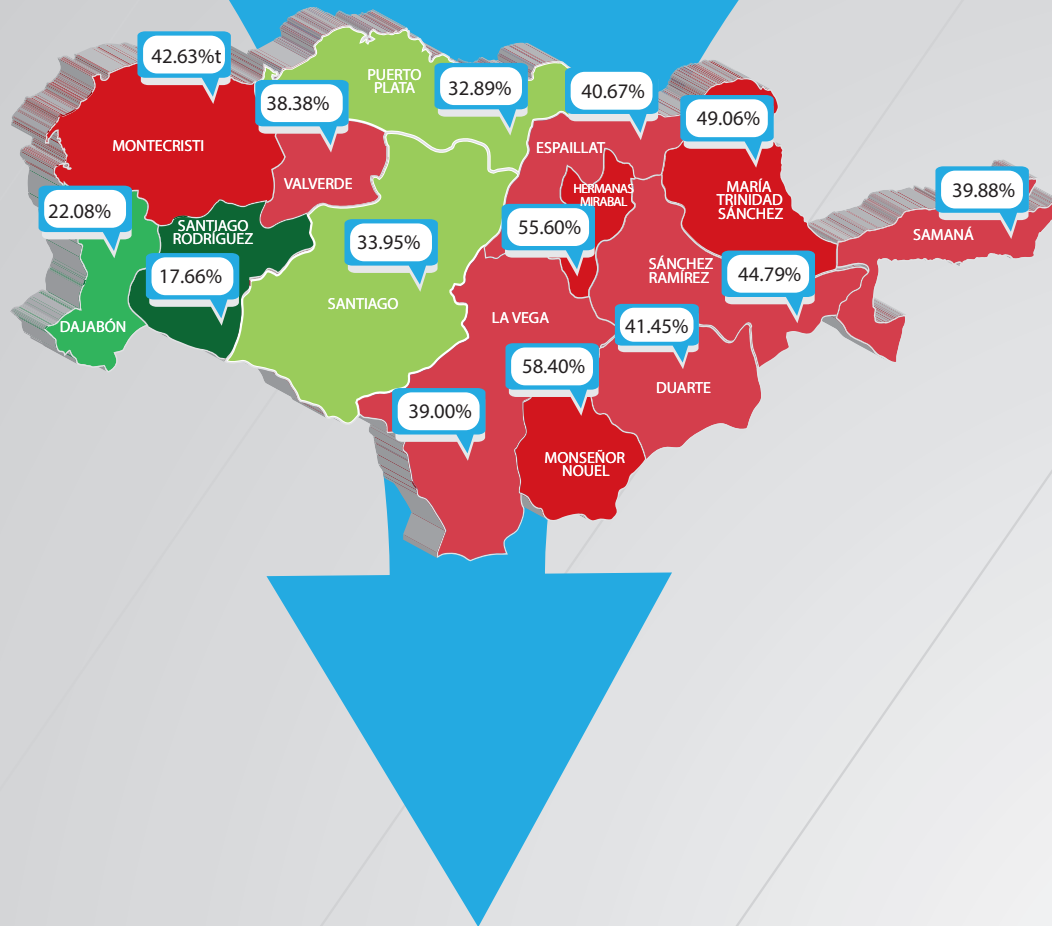 42.63%t
PUERTO
PLATA
32.89%
40.67%
38.38%
49.06%
MONTECRISTI
ESPAILLAT
VALVERDE
HERMANAS
MIRABAL
MARÍA
TRINIDAD
SÁNCHEZ
39.88%
22.08%
SANTIAGO
RODRÍGUEZ
55.60%
33.95%
SAMANÁ
17.66%
SÁNCHEZ
RAMÍREZ
44.79%
SANTIAGO
LA VEGA
DAJABÓN
41.45%
58.40%
DUARTE
39.00%
MONSEÑOR
NOUEL